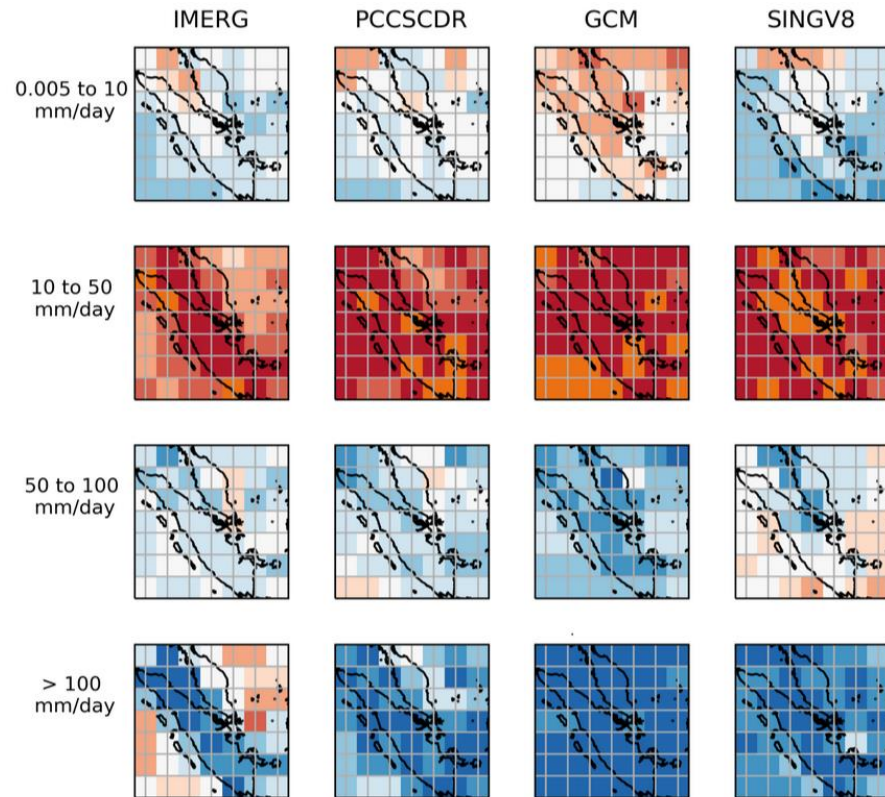 IMERG PCCSCDR GCM SINGV8
0.005 to 10
mm/day
10 to 50
mm/day
50 to 100
mm/day
> 100
mm/day